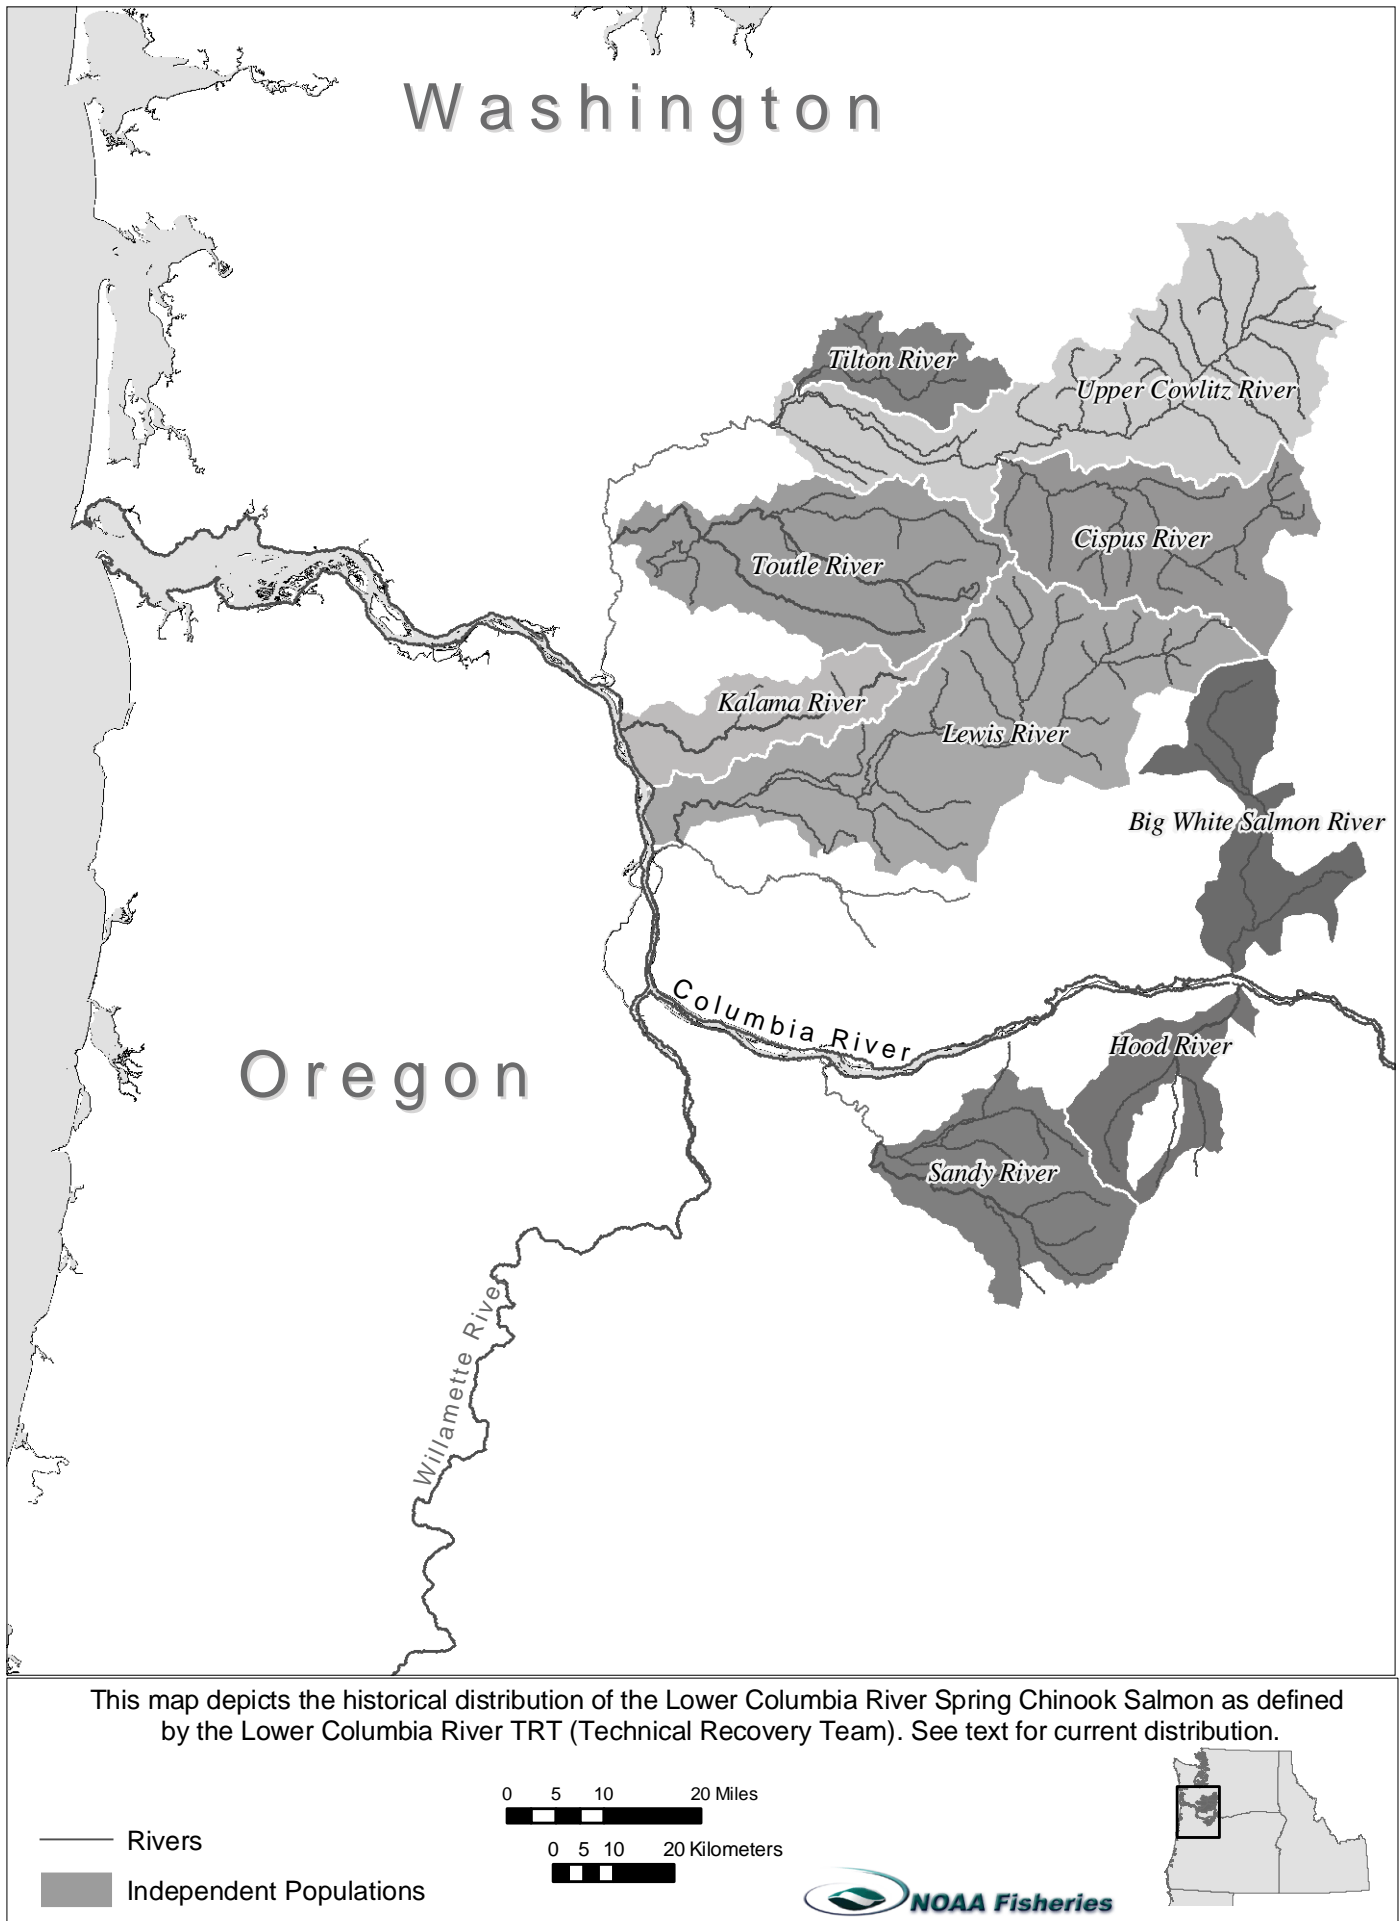 Washington
Tilton River
Upper Cowlitz River
Cispus River
Toutle River
Kalama River
Lewis River
Big White Salmon River
Columbia River
Oregon
Hood River
Sandy River
Willamette River
This map depicts the historical distribution of the Lower Columbia River Spring Chinook Salmon as defined
by the Lower Columbia River TRT (Technical Recovery Team). See text for current distribution.
0 5 10 20 Miles
0 5 10 20 Kilometers
Rivers
Independent Populations
NOAA Fisheries